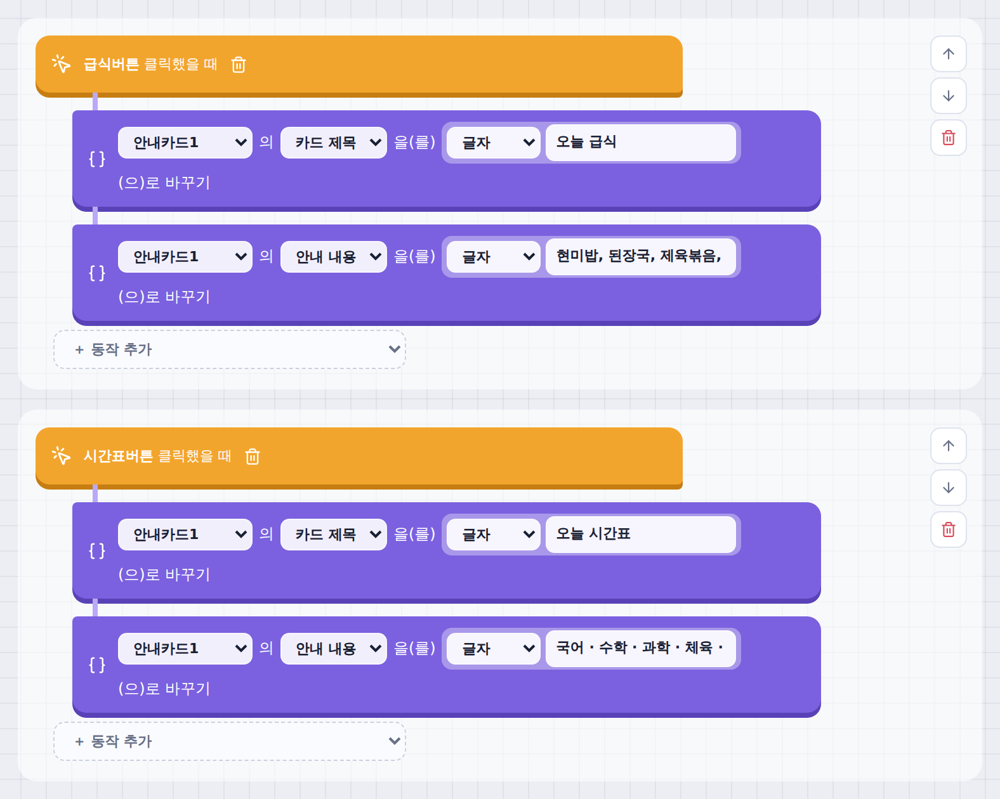 급식버튼 클릭했을 때
안내카드1 의 카드 제목 을(를) 글자 오늘 급식
(으)로 바꾸기
안내카드1 의 안내 내용 을(를) 글자 현미밥, 된장국, 제육볶음,
(으)로 바꾸기
+ 동작 추가
시간표버튼 클릭했을 때
안내카드1 의 카드 제목 을(를) 글자 오늘 시간표
(으)로 바꾸기
안내카드1 의 안내 내용 을(를) 글자 국어 · 수학 · 과학 · 체육 ·
(으)로 바꾸기
+ 동작 추가